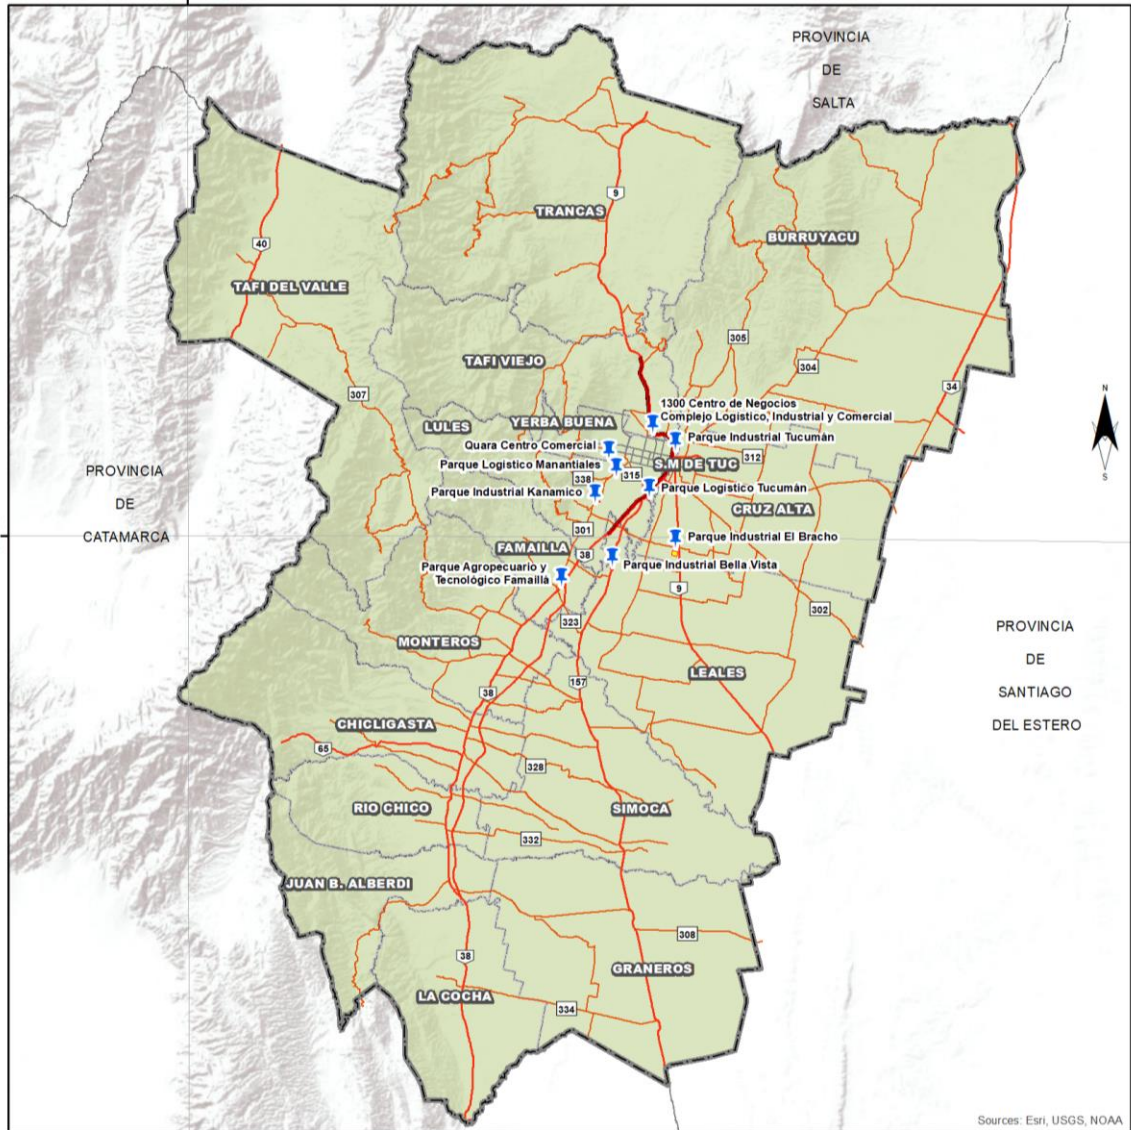 PROVINCIA
DE
SALTA
9
TRANCAS
BURRUYACU
40
TAFI DEL VALLE
305
TAFI VIEJO
304
34
307
N
S
1300 Centro de Negocios
Complejo Logístico, Industrial y Comercial
YERBA BUENA
LULES
Parque Industrial Tucumán
Quara Centro Comercial
312
Parque Logístico Manantiales
S.M DE TUC
315
338
Parque Industrial Kanamico
Parque Logístico Tucumán
CRUZ ALTA
PROVINCIA
DE
CATAMARCA
301
Parque Industrial El Bracho
FAMAILLA
38
Parque Industrial Bella Vista
Parque Agropecuario y
Tecnológico Famaillá
9
302
323
PROVINCIA
DE
SANTIAGO
DEL ESTERO
MONTEROS
LEALES
157
38
CHICLIGASTA
65
328
RIO CHICO
SIMOCA
332
JUAN B. ALBERDI
308
38
GRANEROS
LA COCHA
334
Sources: Esri, USGS, NOAA